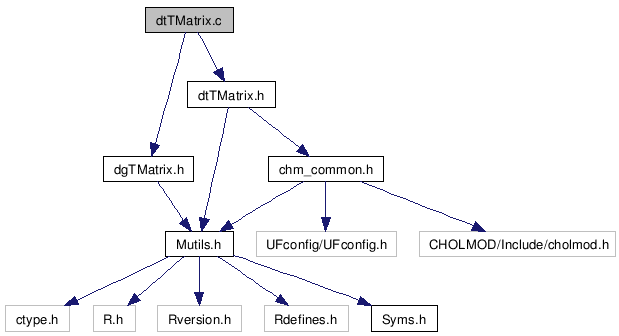 dtTMatrix.c
dtTMatrix.h
dgTMatrix.h
chm_common.h
Mutils.h
UFconfig/UFconfig.h
CHOLMOD/Include/cholmod.h
ctype.h
R.h
Rversion.h
Rdefines.h
Syms.h